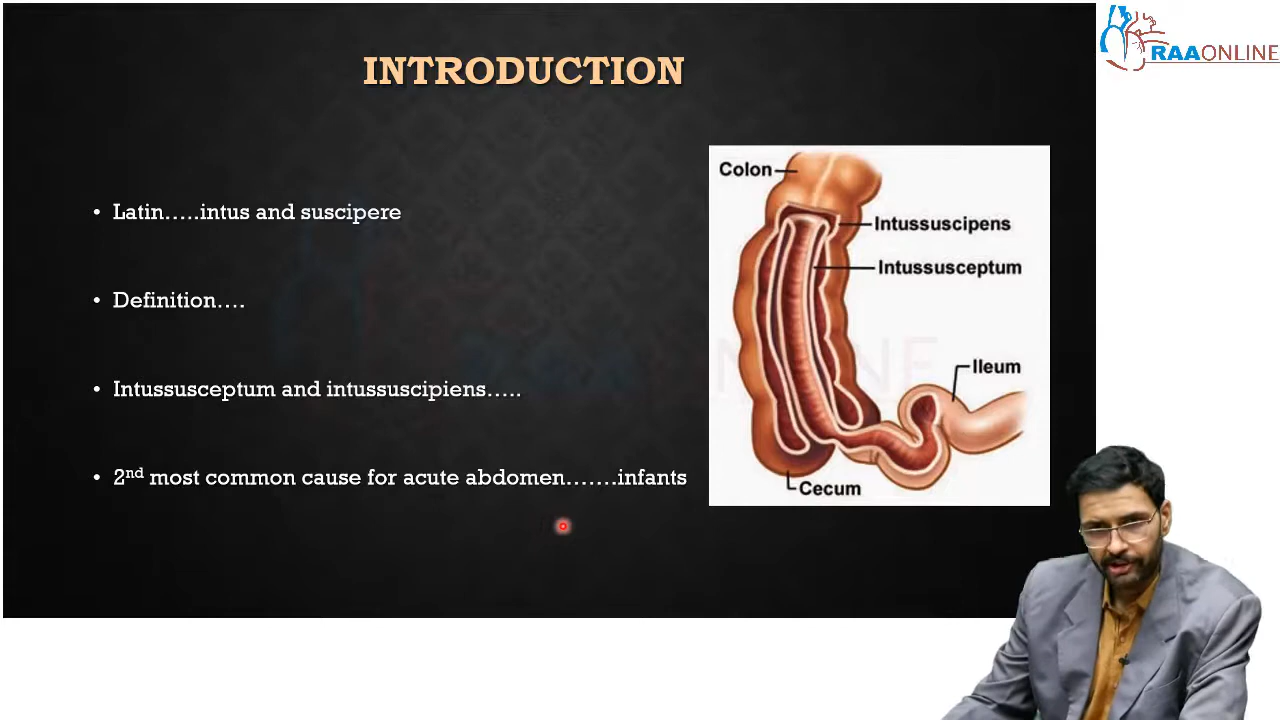 RAAONLINE
INTRODUCTION
• Latin…..intus and suscipere
• Definition….
• Intussusceptum and intussuscipiens…..
• 2nd most common cause for acute abdomen…….infants
Colon
Intussuscipens
Intussusceptum
Ileum
Cecum